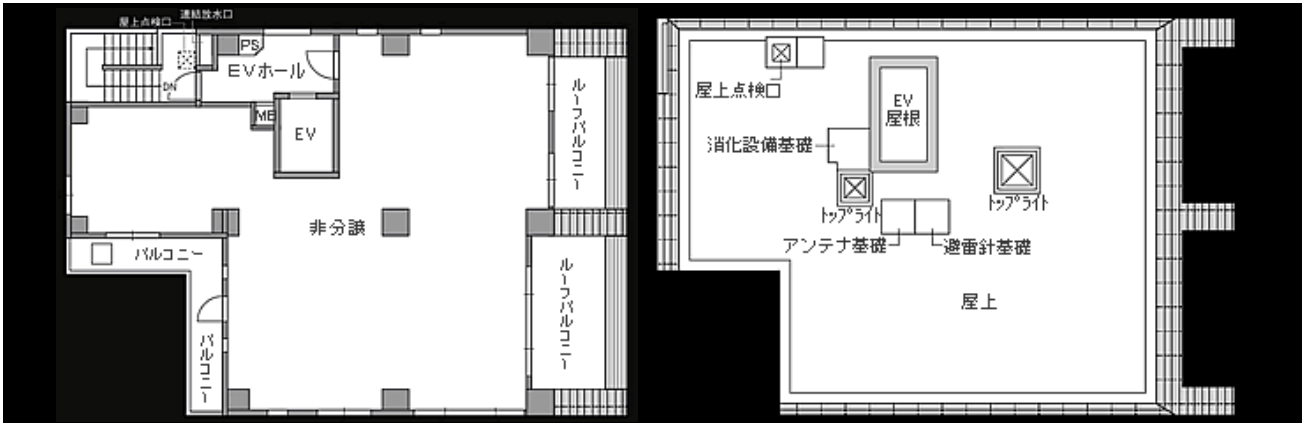 連結放水口
屋上点検口
PS
EVホール
DN
MB
EV
ルーフバルコニー
非分譲
バルコニー
ルーフバルコニー
バルコニー
屋上点検口
EV
屋根
消化設備基礎
トップライト
トップライト
アンテナ基礎
避雷針基礎
屋上